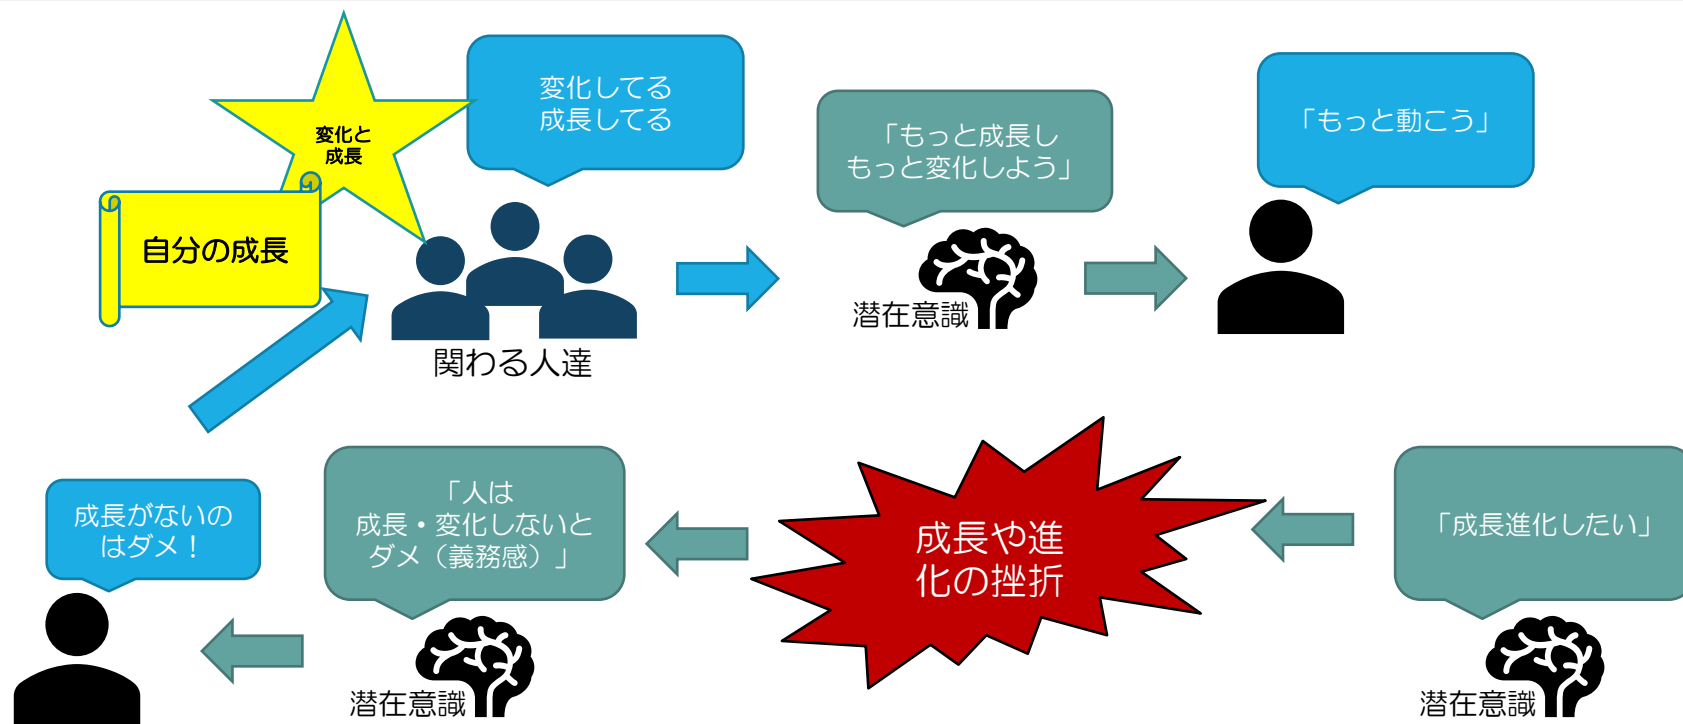 変化と
成長
自分の成長
変化してる
成長してる
関わる人達
「もっと成長し
もっと変化しよう」
潜在意識
「もっと動こう」
成長がないの
はダメ！
「人は
成長・変化しないと
ダメ（義務感）」
潜在意識
成長や進
化の挫折
「成長進化したい」
潜在意識